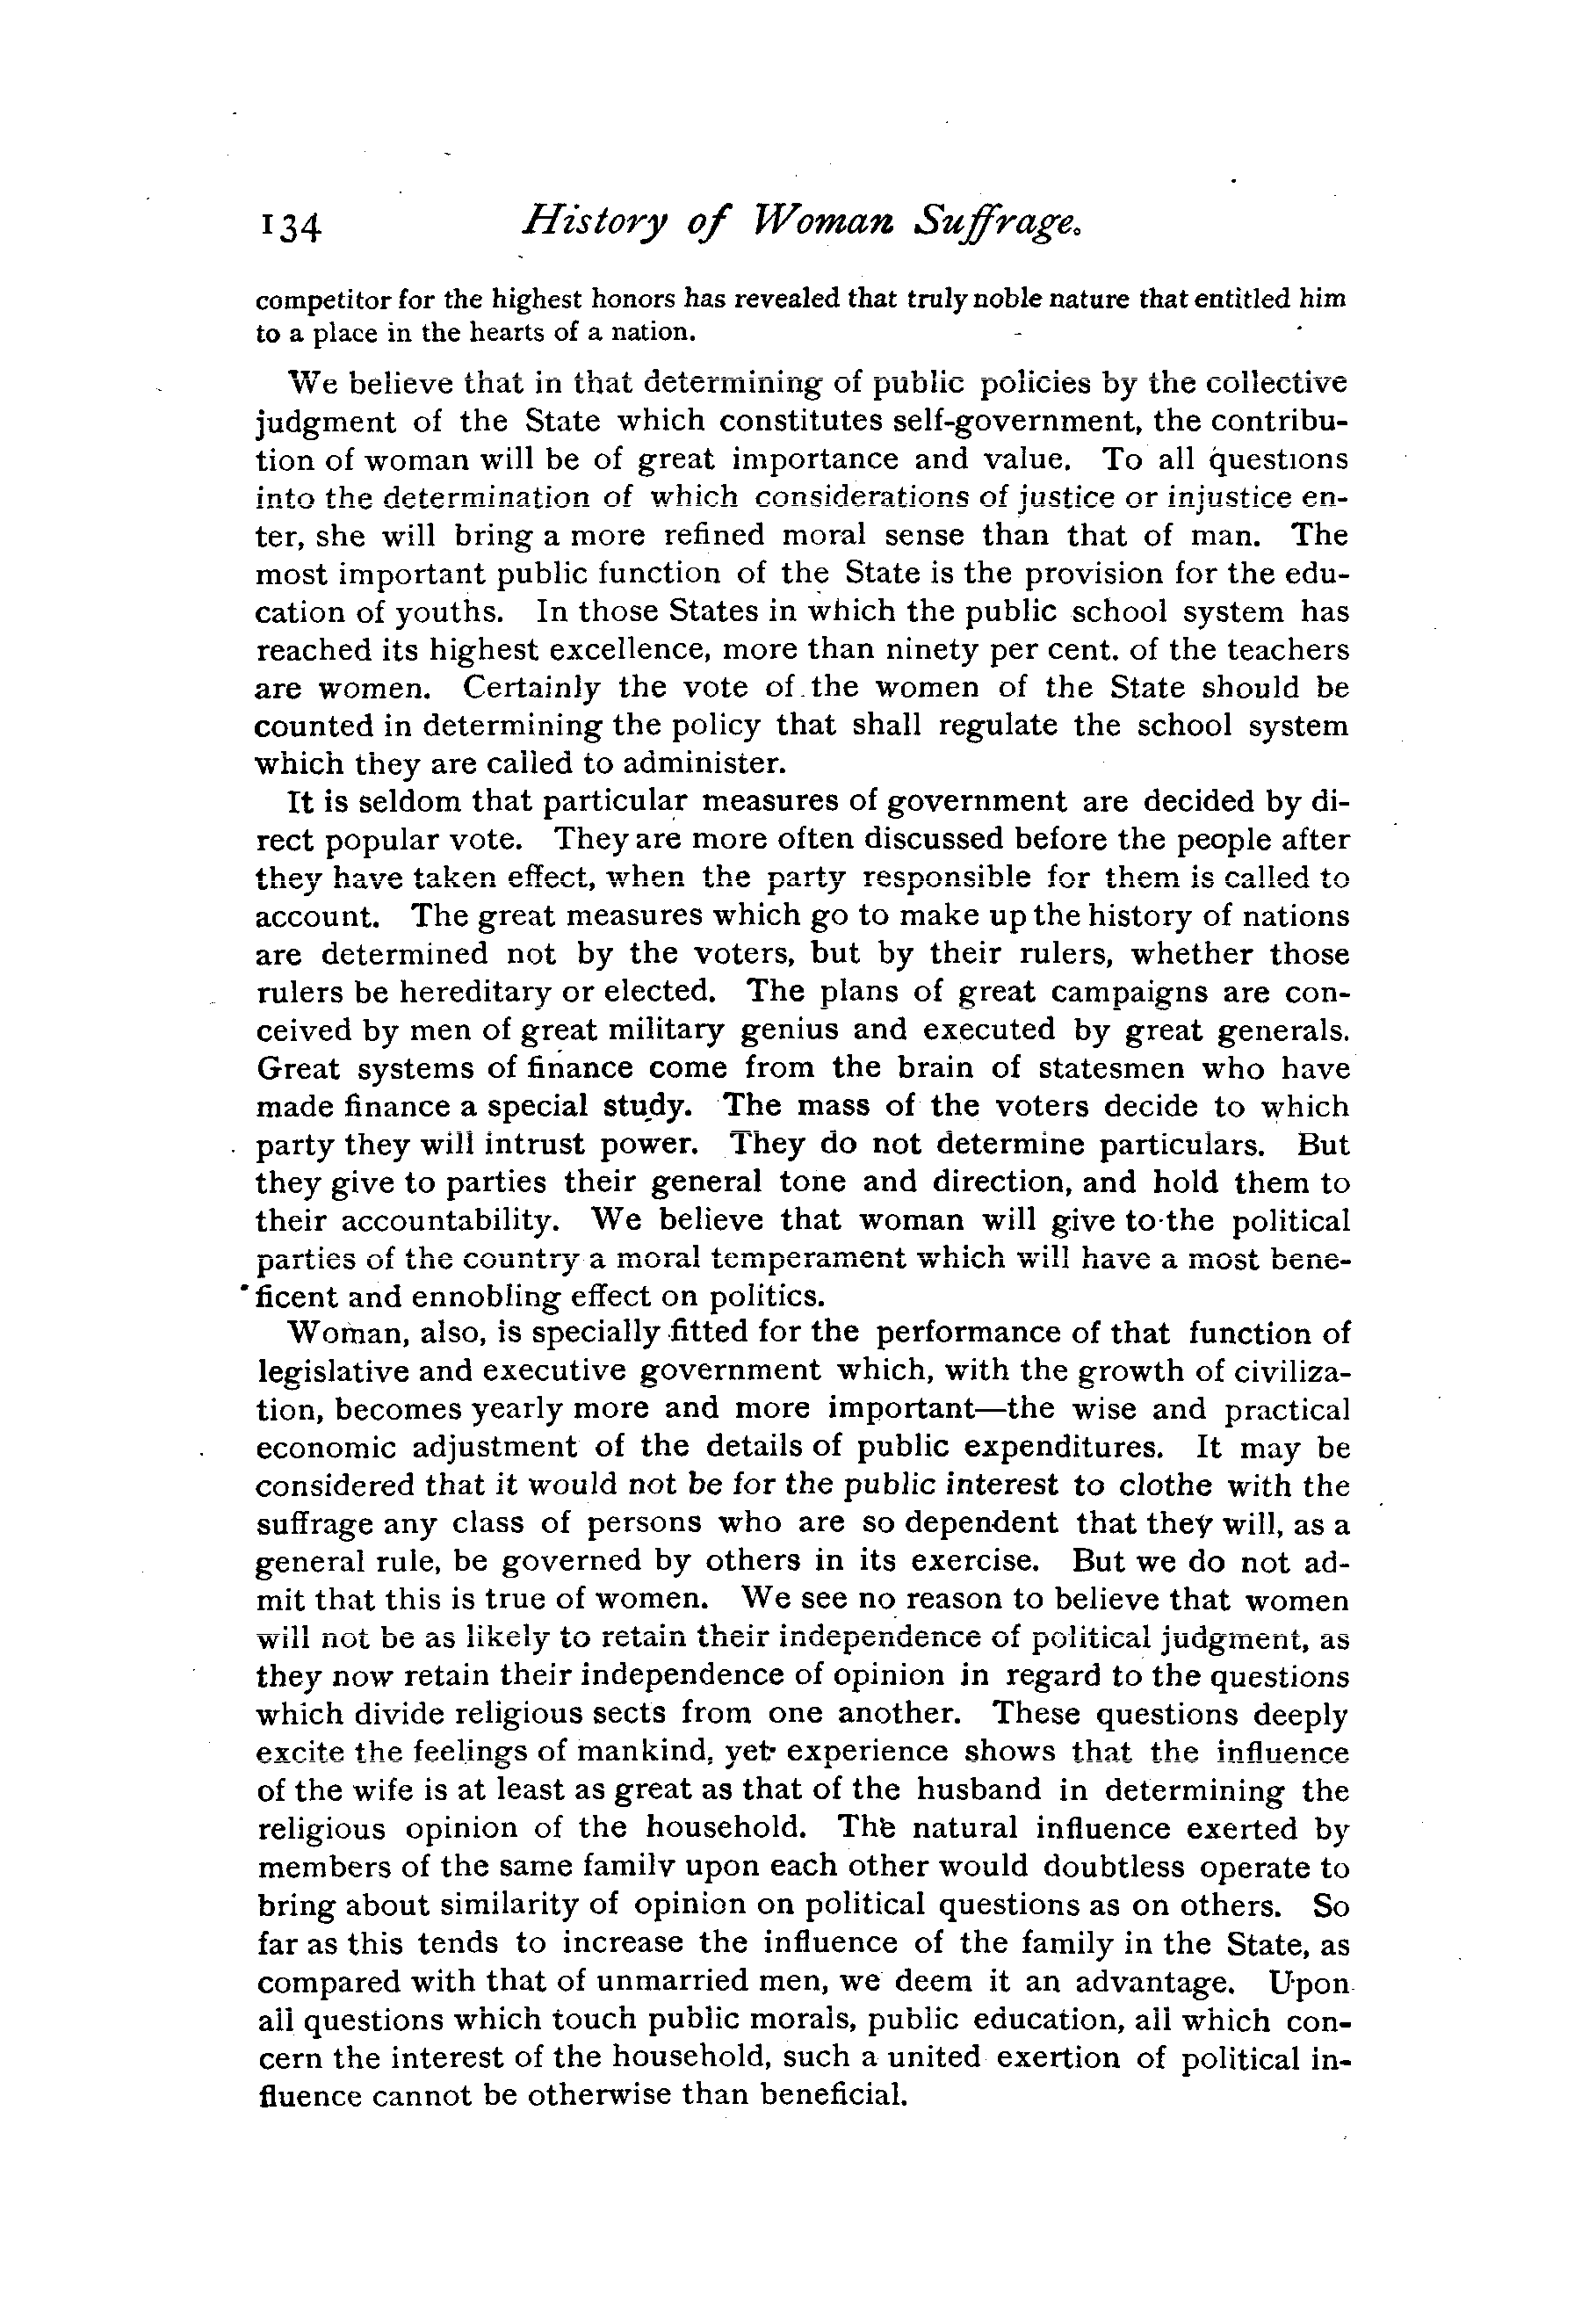 134 History of Woman Suffrage.
competitor for the highest honors has revealed that truly noble nature that entitled him
to a place in the hearts of a nation.
We believe that in that determining of public policies by the collective
judgment of the State which constitutes self-government, the contribu-
tion of woman will be of great importance and value. To all questions
into the determination of which considerations of justice or injustice en-
ter, she will bring a more refined moral sense than that of man. The
most important public function of the State is the provision for the edu-
cation of youths. In those States in which the public school system has
reached its highest excellence, more than ninety per cent. of the teachers
are women. Certainly the vote of the women of the State should be
counted in determining the policy that shall regulate the school system
which they are called to administer.
It is seldom that particular measures of government are decided by di-
rect popular vote. They are more often discussed before the people after
they have taken effect, when the party responsible for them is called to
account. The great measures which go to make up the history of nations
are determined not by the voters, but by their rulers, whether those
rulers be hereditary or elected. The plans of great campaigns are con-
ceived by men of great military genius and executed by great generals.
Great systems of finance come from the brain of statesmen who have
made finance a special study. The mass of the voters decide to which
party they will intrust power. They do not determine particulars. But
they give to parties their general tone and direction, and hold them to
their accountability. We believe that woman will give to the political
parties of the country a moral temperament which will have a most bene-
ficent and ennobling effect on politics.
Woman, also, is specially fitted for the performance of that function of
legislative and executive government which, with the growth of civiliza-
tion, becomes yearly more and more important—the wise and practical
economic adjustment of the details of public expenditures. It may be
considered that it would not be for the public interest to clothe with the
suffrage any class of persons who are so dependent that they will, as a
general rule, be governed by others in its exercise. But we do not ad-
mit that this is true of women. We see no reason to believe that women
will not be as likely to retain their independence of political judgment, as
they now retain their independence of opinion in regard to the questions
which divide religious sects from one another. These questions deeply
excite the feelings of mankind, yet experience shows that the influence
of the wife is at least as great as that of the husband in determining the
religious opinion of the household. The natural influence exerted by
members of the same family upon each other would doubtless operate to
bring about similarity of opinion on political questions as on others. So
far as this tends to increase the influence of the family in the State, as
compared with that of unmarried men, we deem it an advantage. Upon
all questions which touch public morals, public education, all which con-
cern the interest of the household, such a united exertion of political in-
fluence cannot be otherwise than beneficial.